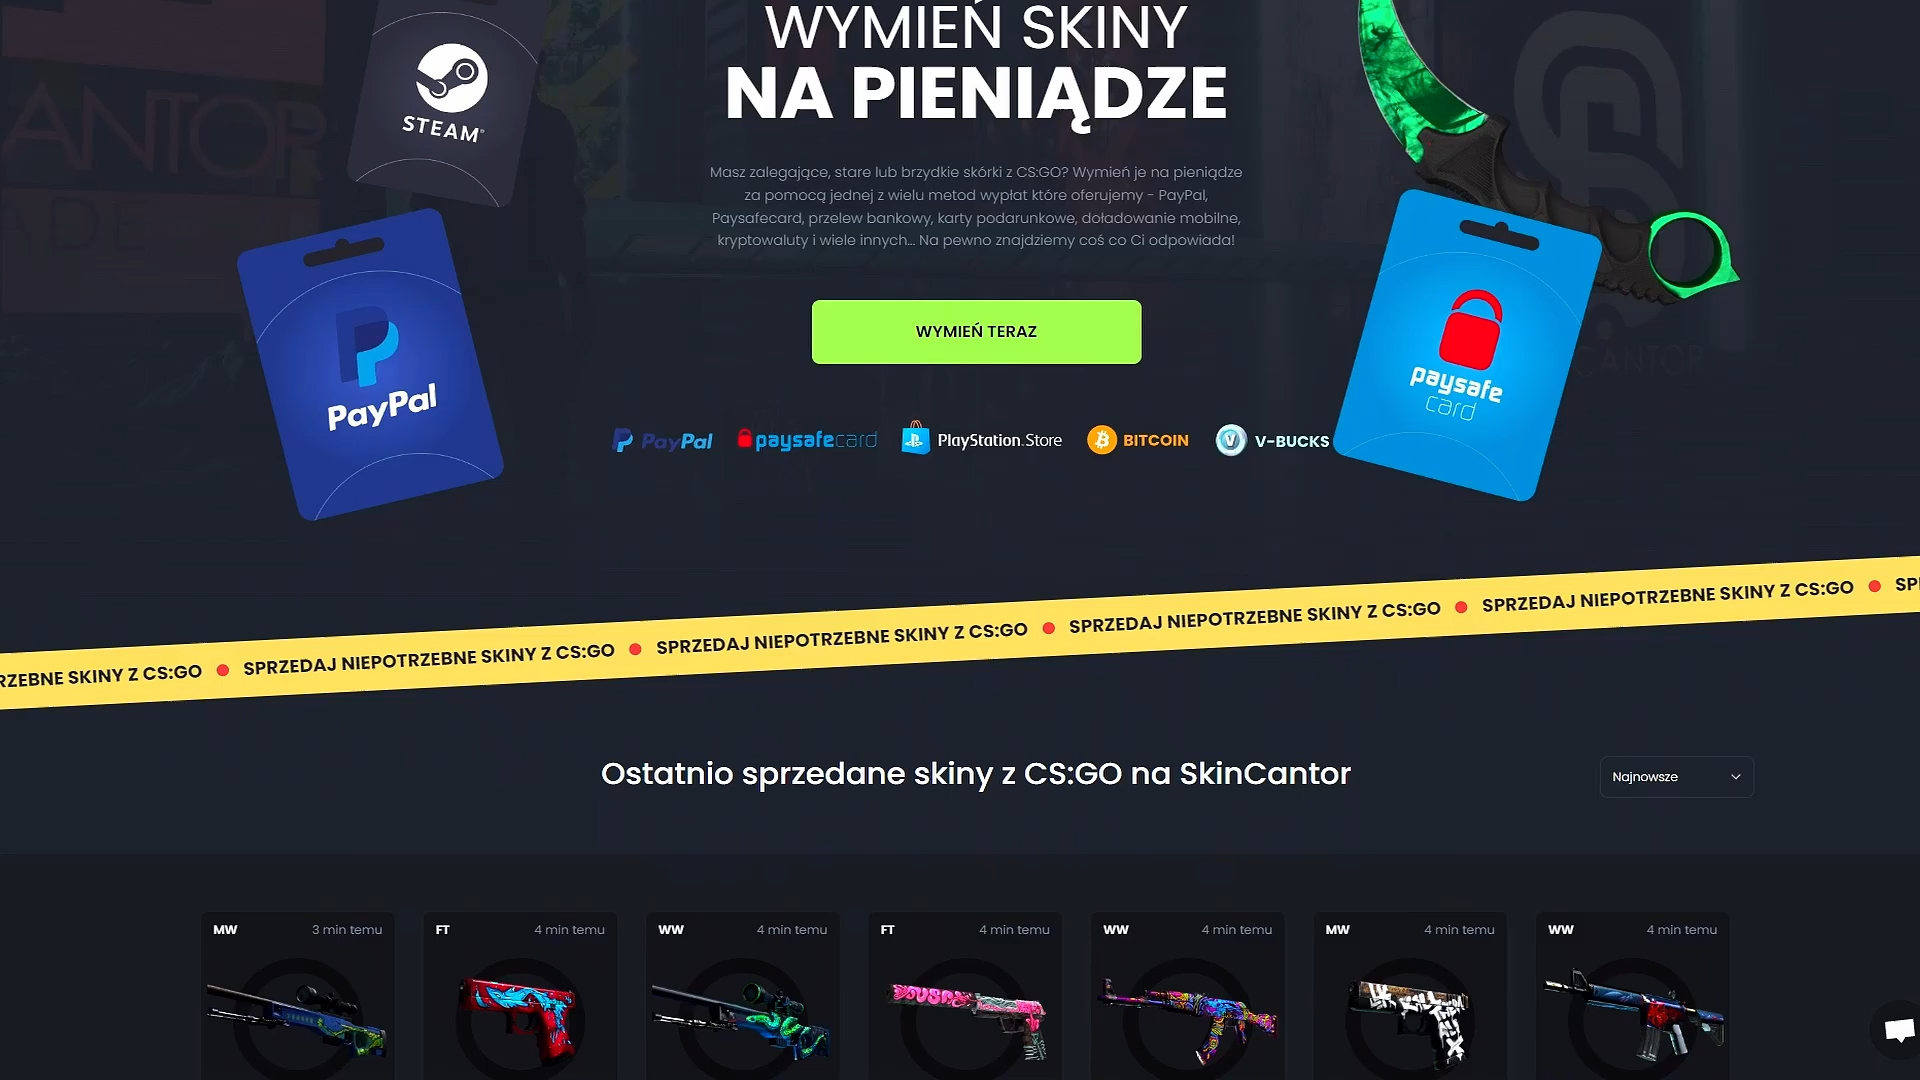 WYMIEŃ SKINY
NA PIENIĄDZE
STEAM
Masz zalegające, stare lub brzydkie skórki z CS:GO? Wymień je na pieniądze
za pomocą jednej z wielu metod wypłat które oferujemy - PayPal,
Paysafecard, przelew bankowy, karty podarunkowe, doładowanie mobilne,
kryptowaluty i wiele innych... Na pewno znajdziemy coś co Ci odpowiada!
ANTOR
ADE
PayPal
WYMIEŃ TERAZ
paysafe
card
CANTOR
PayPal
paysafecard
PlayStation.Store
BITCOIN
V-BUCKS
RZEBNE SKINY Z CS:GO SPRZEDAJ NIEPOTRZEBNE SKINY Z CS:GO SPRZEDAJ NIEPOTRZEBNE SKINY Z CS:GO SPRZEDAJ NIEPOTRZEBNE SKINY Z CS:GO SPRZEDAJ NIEPOTRZEBNE SKINY Z CS:GO SP
Ostatnio sprzedane skiny z CS:GO na SkinCantor
Najnowsze
MW 3 min temu
FT 4 min temu
WW 4 min temu
FT 4 min temu
WW 4 min temu
MW 4 min temu
WW 4 min temu